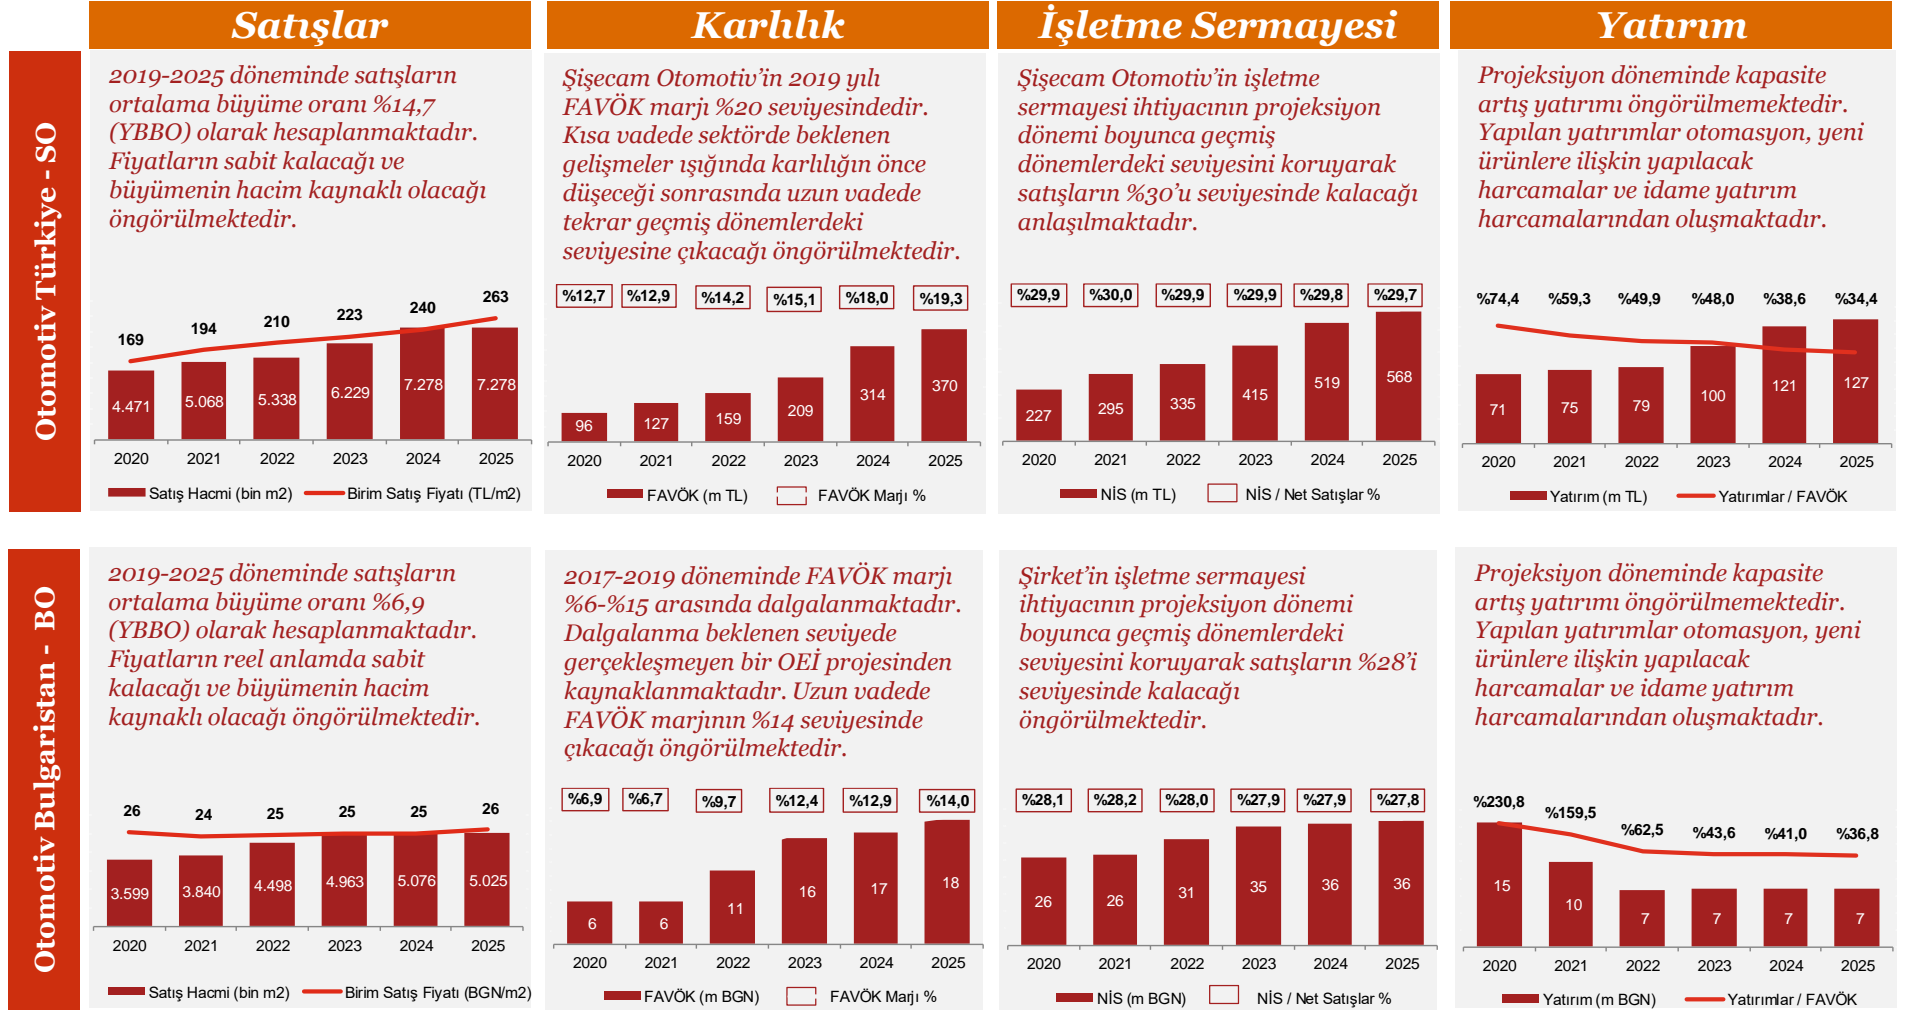 Satışlar
Karlılık
İşletme Sermayesi
Yatırım
Otomotiv Türkiye - SO
2019-2025 döneminde satışların
ortalama büyüme oranı %14,7
(YBBO) olarak hesaplanmaktadır.
Fiyatların sabit kalacağı ve
büyümenin hacim kaynaklı olacağı
öngörülmektedir.
169
194
210
223
240
263
4.471
5.068
5.338
6.229
7.278
7.278
2020
2021
2022
2023
2024
2025
Satış Hacmi (bin m2)
Birim Satış Fiyatı (TL/m2)
Şişecam Otomotiv'in 2019 yılı
FAVÖK marjı %20 seviyesindedir.
Kısa vadede sektörde beklenen
gelişmeler ışığında karlılığın önce
düşeceği sonrasında uzun vadede
tekrar geçmiş dönemlerdeki
seviyesine çıkacağı öngörülmektedir.
%12,7
%12,9
%14,2
%15,1
%18,0
%19,3
96
127
159
209
314
370
2020
2021
2022
2023
2024
2025
FAVÖK (m TL)
FAVÖK Marjı %
Şişecam Otomotiv'in işletme
sermayesi ihtiyacının projeksiyon
dönemi boyunca geçmiş
dönemlerdeki seviyesini koruyarak
satışların %30'u seviyesinde kalacağı
anlaşılmaktadır.
%29,9
%30,0
%29,9
%29,9
%29,8
%29,7
227
295
335
415
519
568
2020
2021
2022
2023
2024
2025
NİS (m TL)
NİS / Net Satışlar %
Projeksiyon döneminde kapasite
artış yatırımı öngörülmemektedir.
Yapılan yatırımlar otomasyon, yeni
ürünlere ilişkin yapılacak
harcamalar ve idame yatırım
harcamalarından oluşmaktadır.
%74,4
%59,3
%49,9
%48,0
%38,6
%34,4
71
75
79
100
121
127
2020
2021
2022
2023
2024
2025
Yatırım (m TL)
Yatırımlar / FAVÖK
Otomotiv Bulgaristan - BO
2019-2025 döneminde satışların
ortalama büyüme oranı %6,9
(YBBO) olarak hesaplanmaktadır.
Fiyatların reel anlamda sabit
kalacağı ve büyümenin hacim
kaynaklı olacağı öngörülmektedir.
26
24
25
25
25
26
3.599
3.840
4.498
4.963
5.076
5.025
2020
2021
2022
2023
2024
2025
Satış Hacmi (bin m2)
Birim Satış Fiyatı (BGN/m2)
2017-2019 döneminde FAVÖK marjı
%6-%15 arasında dalgalanmaktadır.
Dalgalanma beklenen seviyede
gerçekleşmeyen bir OEİ projesinden
kaynaklanmaktadır. Uzun vadede
FAVÖK marjının %14 seviyesinde
çıkacağı öngörülmektedir.
%6,9
%6,7
%9,7
%12,4
%12,9
%14,0
6
6
11
16
17
18
2020
2021
2022
2023
2024
2025
FAVÖK (m BGN)
FAVÖK Marjı %
Şirket'in işletme sermayesi
ihtiyacının projeksiyon dönemi
boyunca geçmiş dönemlerdeki
seviyesini koruyarak satışların %28'i
seviyesinde kalacağı
öngörülmektedir.
%28,1
%28,2
%28,0
%27,9
%27,9
%27,8
26
26
31
35
36
36
2020
2021
2022
2023
2024
2025
NİS (m BGN)
NİS / Net Satışlar %
Projeksiyon döneminde kapasite
artış yatırımı öngörülmemektedir.
Yapılan yatırımlar otomasyon, yeni
ürünlere ilişkin yapılacak
harcamalar ve idame yatırım
harcamalarından oluşmaktadır.
%230,8
%159,5
%62,5
%43,6
%41,0
%36,8
15
10
7
7
7
7
2020
2021
2022
2023
2024
2025
Yatırım (m BGN)
Yatırımlar / FAVÖK